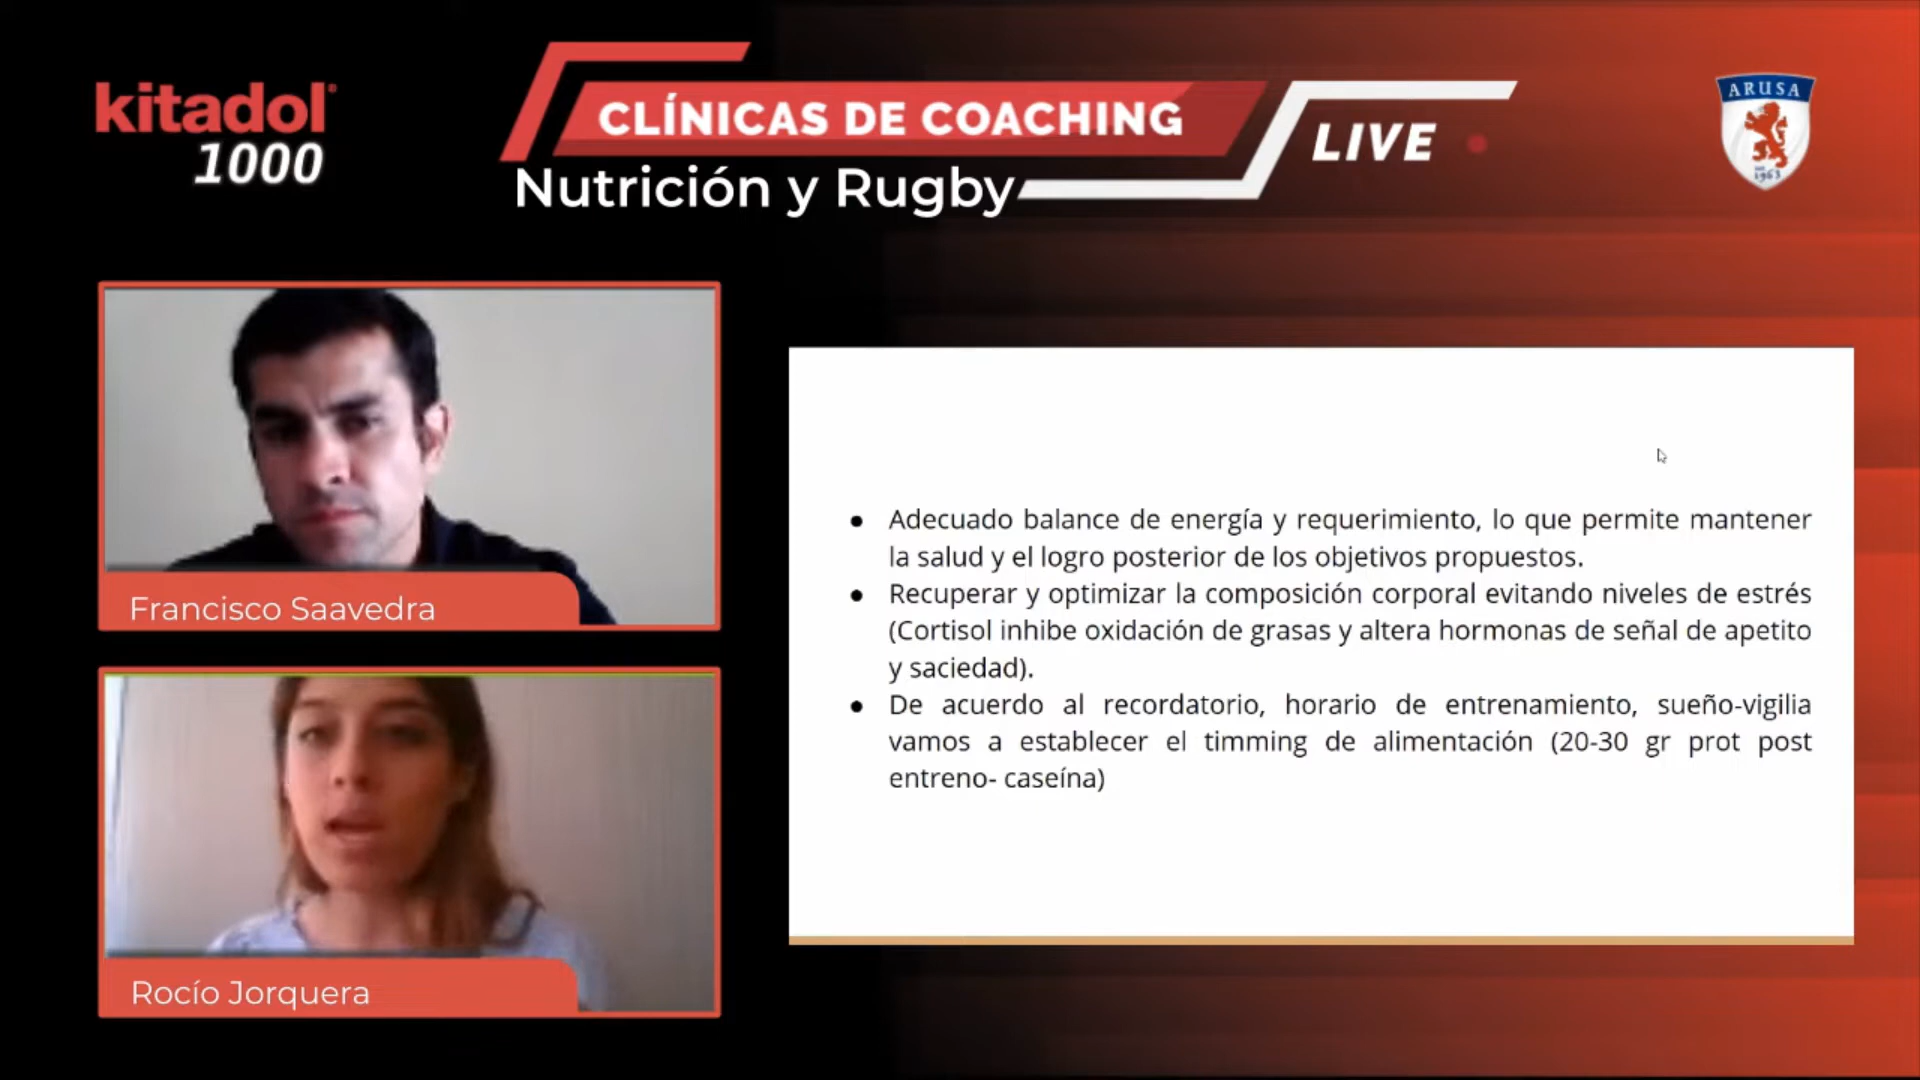 kitadol
1000
CLÍNICAS DE COACHING
LIVE
Nutrición y Rugby
ARUSA
1963
Francisco Saavedra
Rocío Jorquera
● Adecuado balance de energía y requerimiento, lo que permite mantener
la salud y el logro posterior de los objetivos propuestos.
● Recuperar y optimizar la composición corporal evitando niveles de estrés
(Cortisol inhibe oxidación de grasas y altera hormonas de señal de apetito
y saciedad).
● De acuerdo al recordatorio, horario de entrenamiento, sueño-vigilia
vamos a establecer el timming de alimentación (20-30 gr prot post
entreno- caseína)